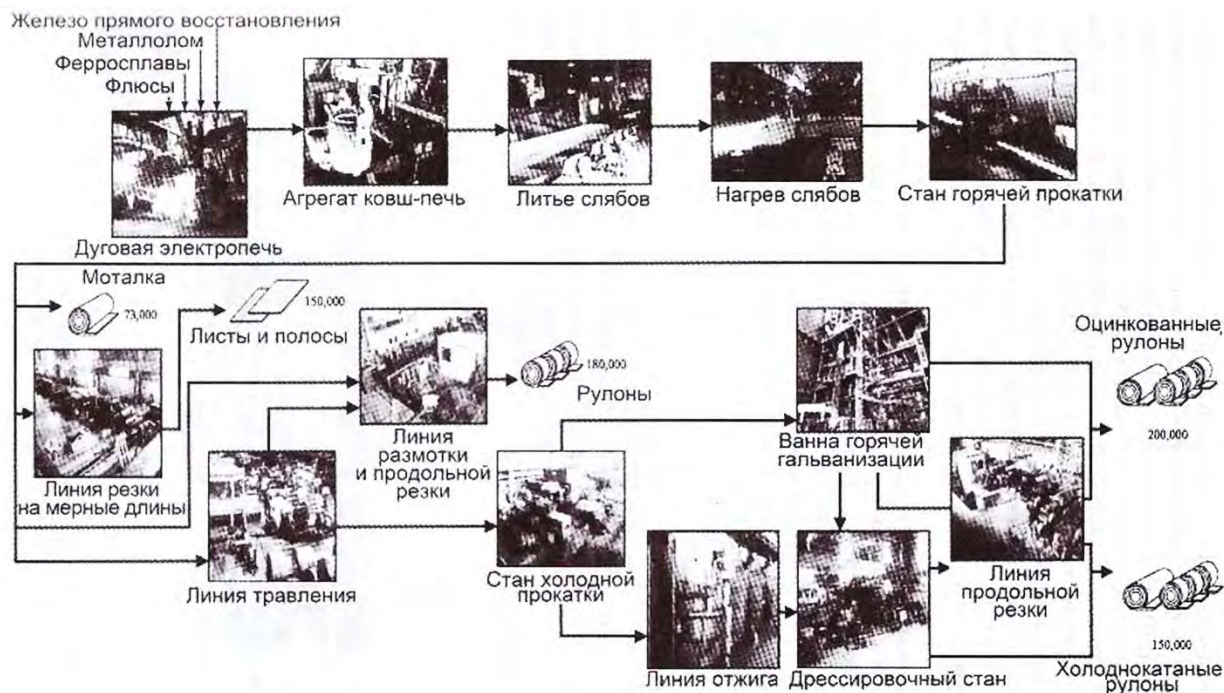 Железо прямого восстановления
Металлолом
Ферросплавы
Флюсы
Дуговая электропечь
Агрегат ковш-печь
Литье слябов
Нагрев слябов
Стан горячей прокатки
Моталка
73,000
150,000
Листы и полосы
Линия резки
на мерные длины
180,000
Рулоны
Линия
размотки
и продольной
резки
Линия травления
Стан холодной
прокатки
Ванна горячей
гальванизации
Оцинкованные
рулоны
200,000
Линия
продольной
резки
Линия отжига
Дрессировочный стан
150,000
Холоднокатаные
рулоны